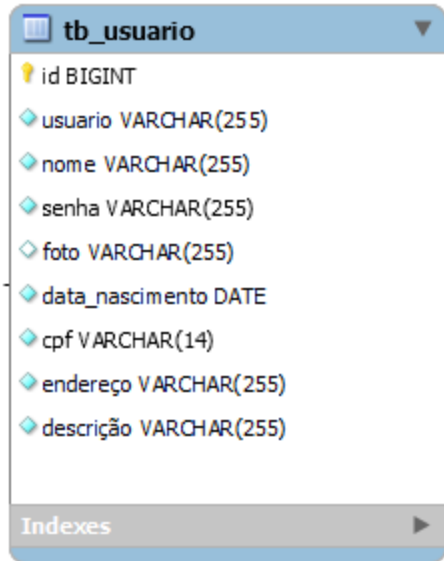 tb_usuario
id BIGINT
usuario VARCHAR(255)
nome VARCHAR(255)
senha VARCHAR(255)
foto VARCHAR(255)
data_nascimento DATE
cpf VARCHAR(14)
endereço VARCHAR(255)
descrição VARCHAR(255)
Indexes